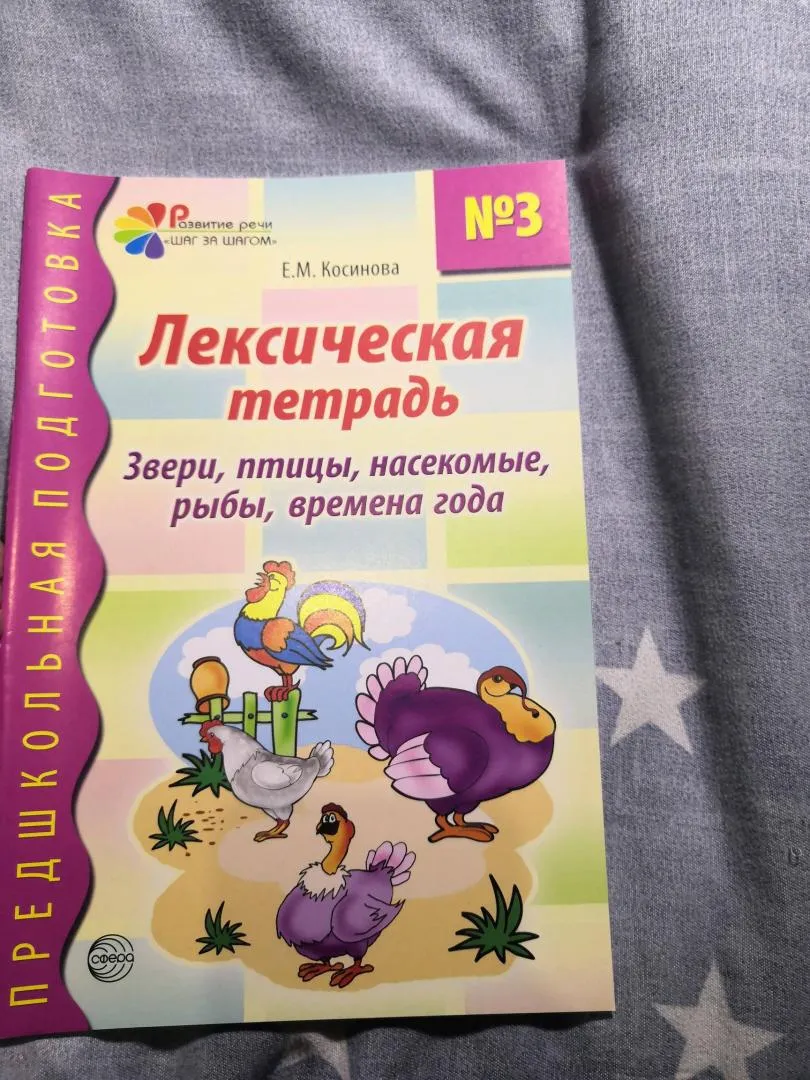 ПРЕДШКОЛЬНАЯ ПОДГОТОВКА
Развитие речи
«ШАГ ЗА ШАГОМ»
№3
Е.М. Косинова
Лексическая
тетрадь
Звери, птицы, насекомые,
рыбы, времена года
сфера